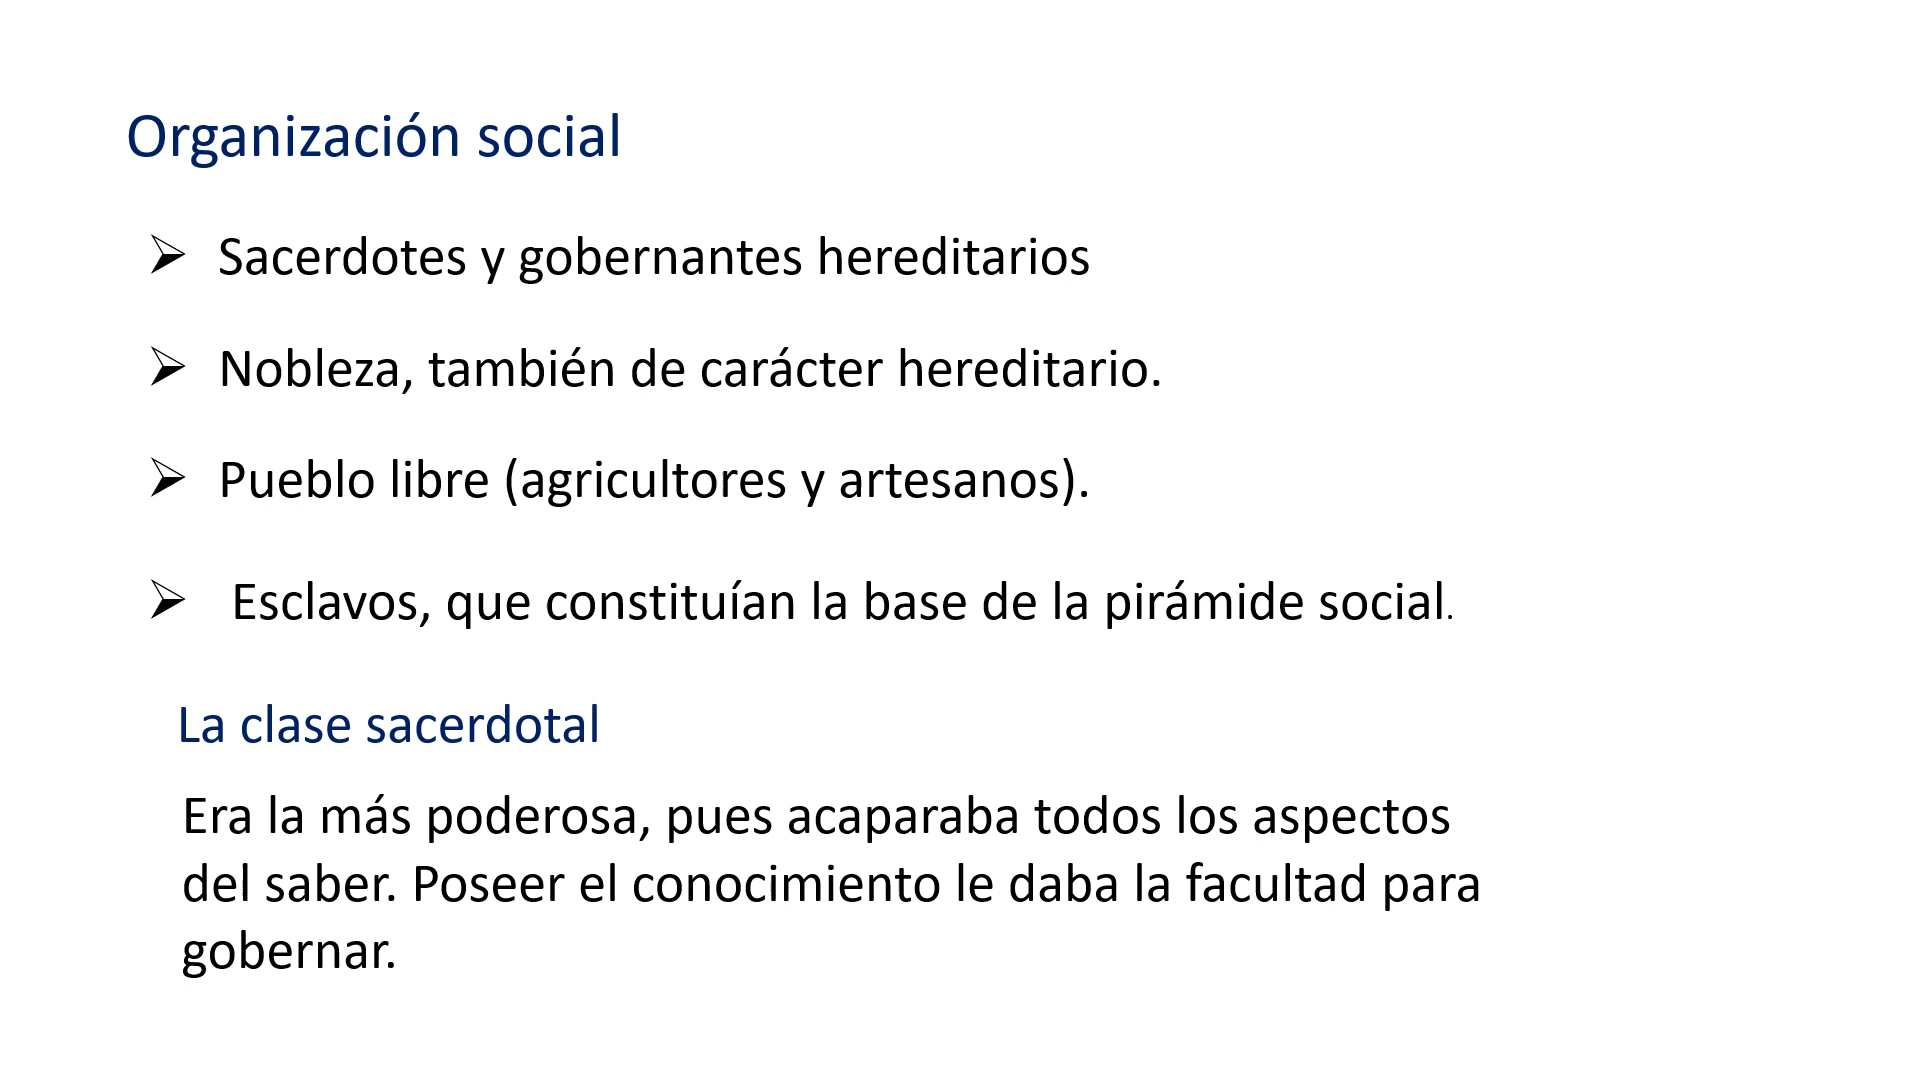 Organización social
➢ Sacerdotes y gobernantes hereditarios
➢ Nobleza, también de carácter hereditario.
➢ Pueblo libre (agricultores y artesanos).
➢ Esclavos, que constituían la base de la pirámide social.
La clase sacerdotal
Era la más poderosa, pues acaparaba todos los aspectos
del saber. Poseer el conocimiento le daba la facultad para
gobernar.